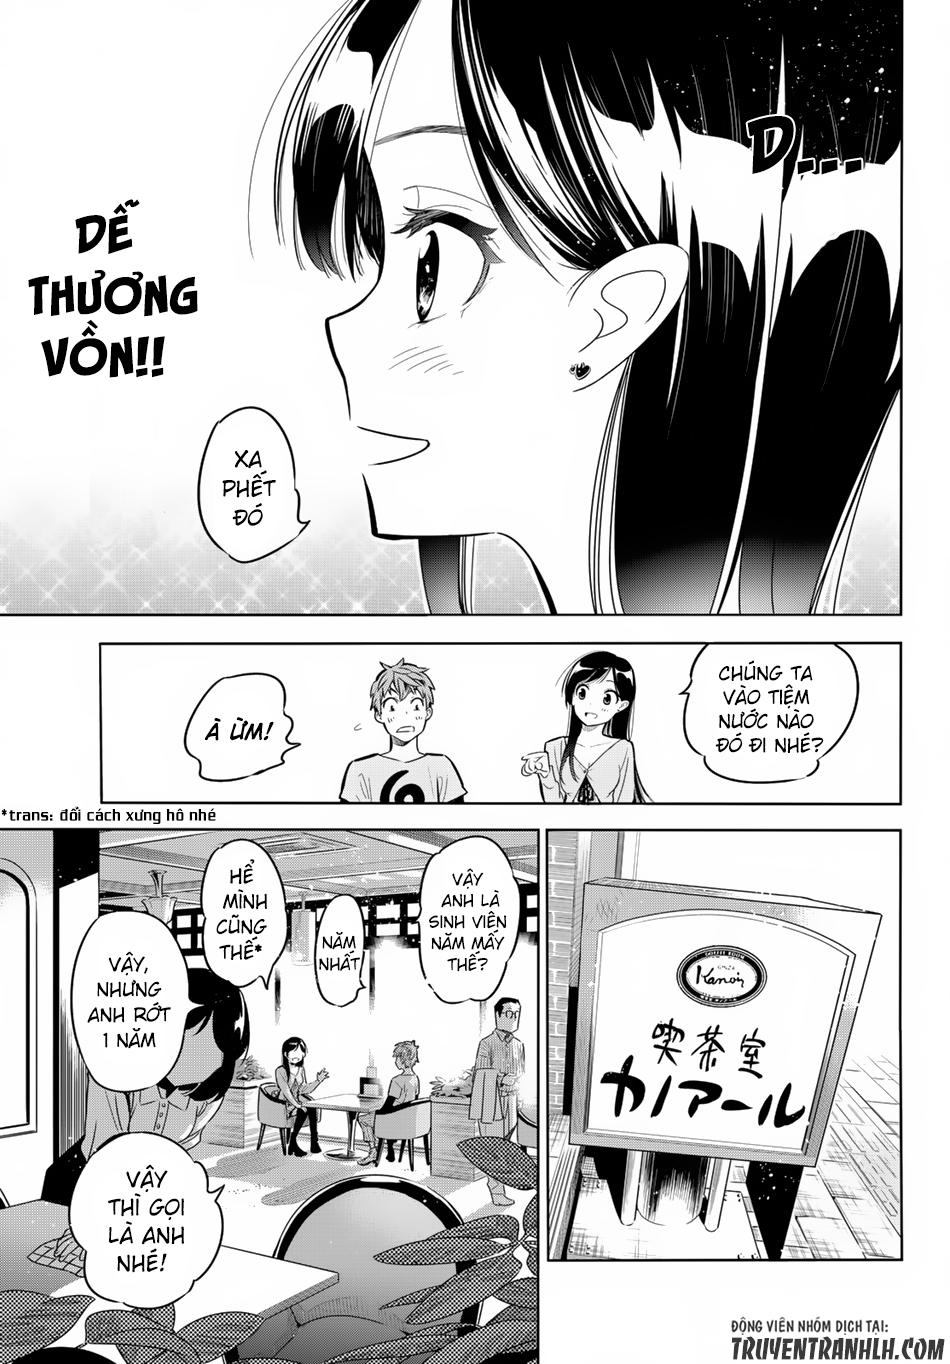 D...
DỄ
THƯƠNG
VỒN!!
XA
PHẾT
ĐÓ
CHÚNG TA
VÀO TIỆM
NƯỚC NÀO
ĐÓ ĐI NHÉ?
À ỪM!
*trans: đổi cách xưng hô nhé
Kanoir
喫茶室
カノアール
VẬY
ANH LÀ
SINH VIÊN
NĂM MẤY
THẾ?
NĂM
NHẤT
HỂ
MÌNH
CŨNG
THẾ*
VẬY,
NHƯNG
ANH RỚT
1 NĂM
VẬY
THÌ GỌI
LÀ ANH
NHÉ!
ĐỘNG VIÊN NHÓM DỊCH TẠI:
TRUYENTRANHLH.COM